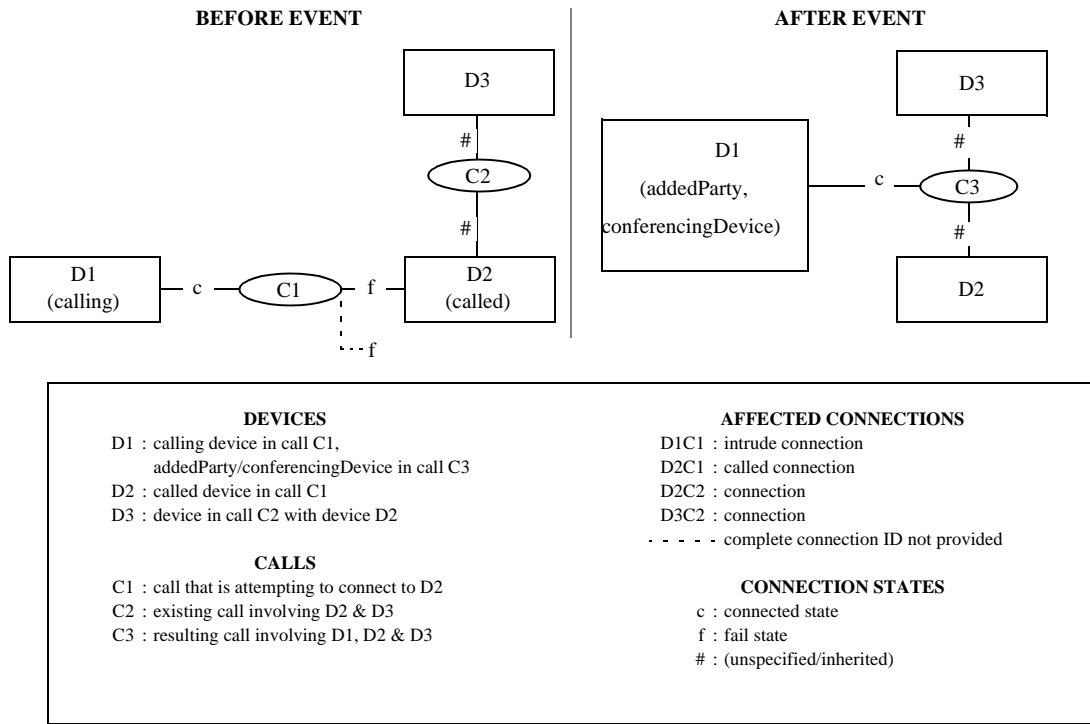 BEFORE EVENT
D3
#
C2
#
D1
(calling)
c
C1
f
D2
(called)
f
AFTER EVENT
D3
#
D1
(addedParty,
conferencingDevice)
c
C3
#
D2
DEVICES
D1 : calling device in call C1,
addedParty/conferencingDevice in call C3
D2 : called device in call C1
D3 : device in call C2 with device D2
CALLS
C1 : call that is attempting to connect to D2
C2 : existing call involving D2 & D3
C3 : resulting call involving D1, D2 & D3
AFFECTED CONNECTIONS
D1C1 : intrude connection
D2C1 : called connection
D2C2 : connection
D3C2 : connection
- - - - - - complete connection ID not provided
CONNECTION STATES
c : connected state
f : fail state
# : (unspecified/inherited)